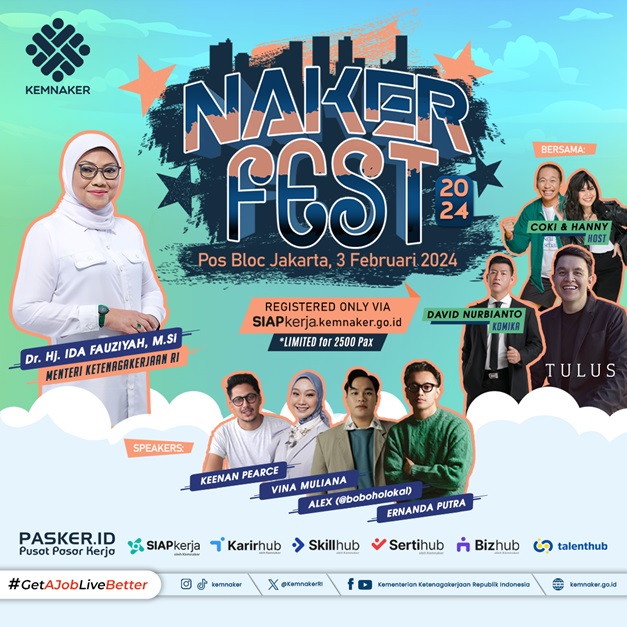 KEMNAKER
NAKER
FEST
20
24
Pos Bloc Jakarta, 3 Februari 2024
REGISTERED ONLY VIA
SIAPkerja.kemnaker.go.id
*LIMITED for 2500 Pax
Dr. Hj. IDA FAUZIYAH, M.Si
MENTERI KETENAGAKERJAAN RI
BERSAMA:
COKI & HANNY
HOST
DAVID NURBIANTO
KOMIKA
TULUS
SPEAKERS:
KEENAN PEARCE
VINA MULIANA
ALEX (@boboholokal)
ERNANDA PUTRA
PASKER.ID
Pusat Pasar Kerja
SIAPkerja
Karirhub
Skillhub
Sertihub
Bizhub
talenthub
#GetAJobLiveBetter
kemnaker
@KemnakerRI
Kementerian Ketenagakerjaan Republik Indonesia
kemnaker.go.id